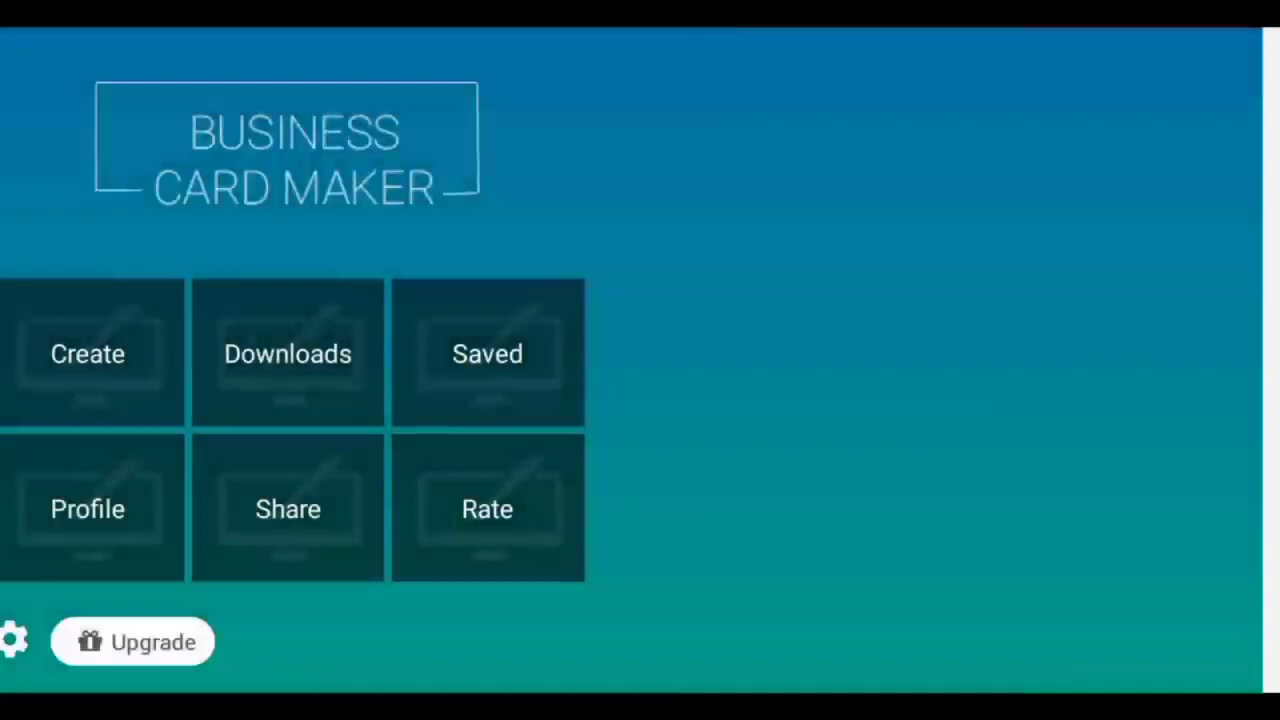 BUSINESS
CARD MAKER
Create
Downloads
Saved
Profile
Share
Rate
Upgrade